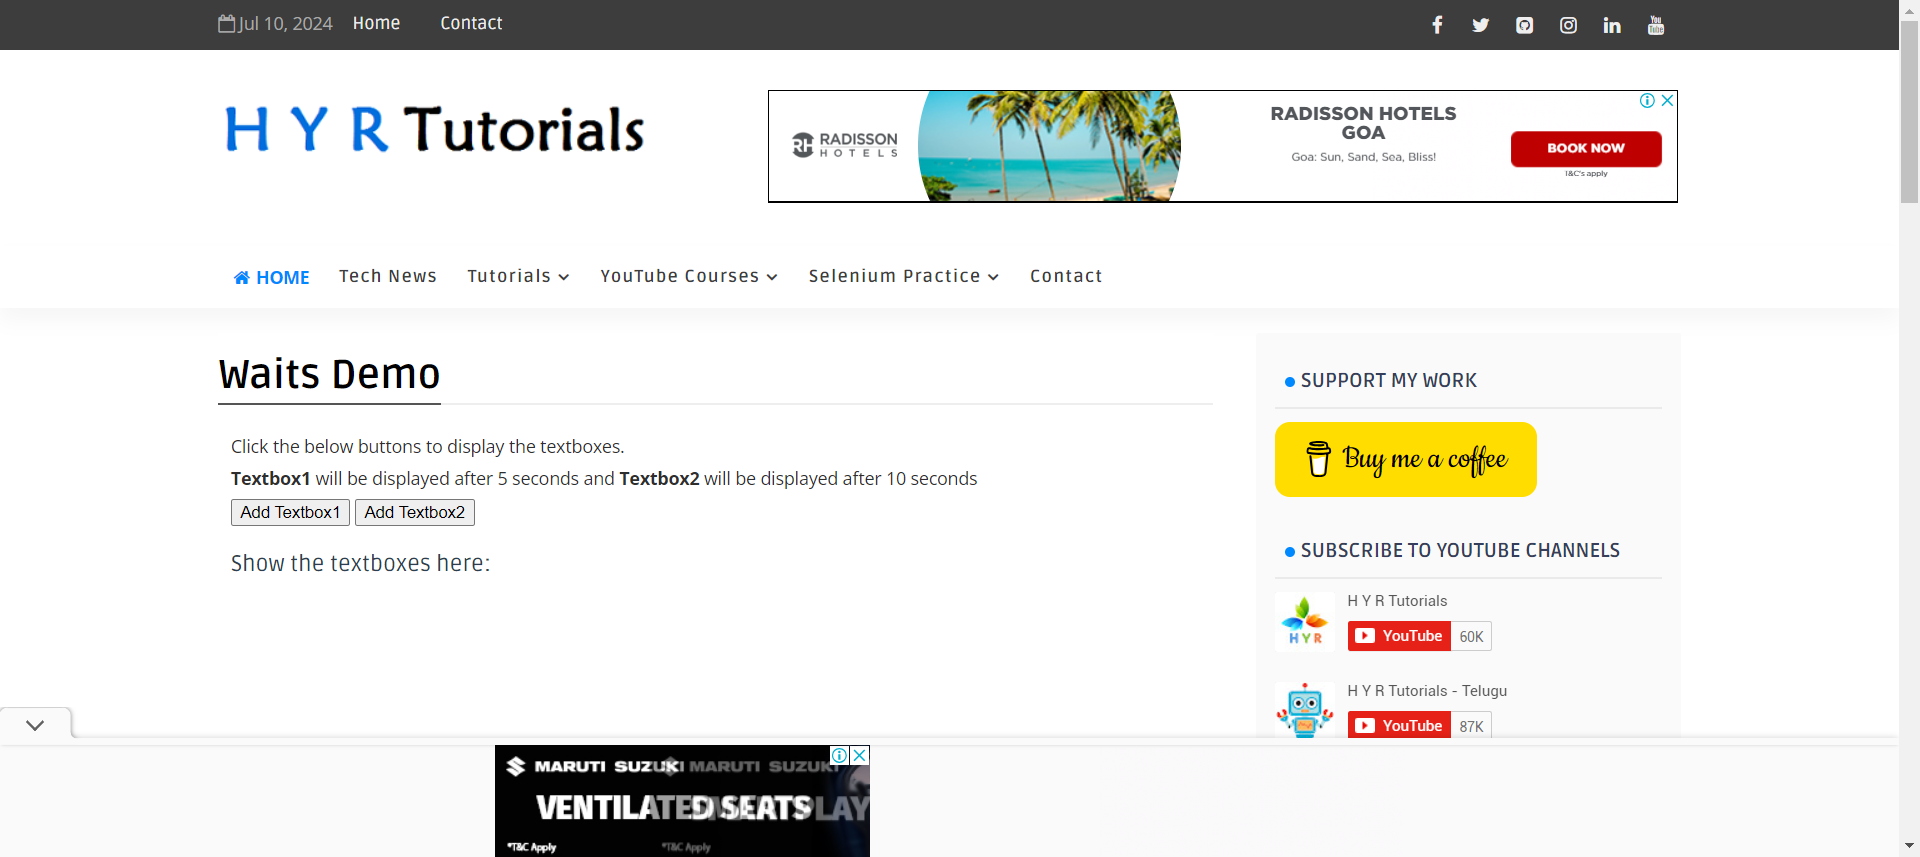 Jul 10, 2024 Home Contact
You Tube
H Y R Tutorials
RADISSON HOTELS
RADISSON HOTELS
GOA
Goa: Sun, Sand, Sea, Bliss!
BOOK NOW
T&C's apply
HOME Tech News Tutorials YouTube Courses Selenium Practice Contact
Waits Demo
Click the below buttons to display the textboxes.
Textbox1 will be displayed after 5 seconds and Textbox2 will be displayed after 10 seconds
Add Textbox1 Add Textbox2
Show the textboxes here:
SUPPORT MY WORK
Buy me a coffee
SUBSCRIBE TO YOUTUBE CHANNELS
H Y R Tutorials
HYR
YouTube 60K
H Y R Tutorials - Telugu
YouTube 87K
MARUTI SUZUKI MARUTI SUZUKI
VENTILATED SEATS
*T&C Apply *T&C Apply